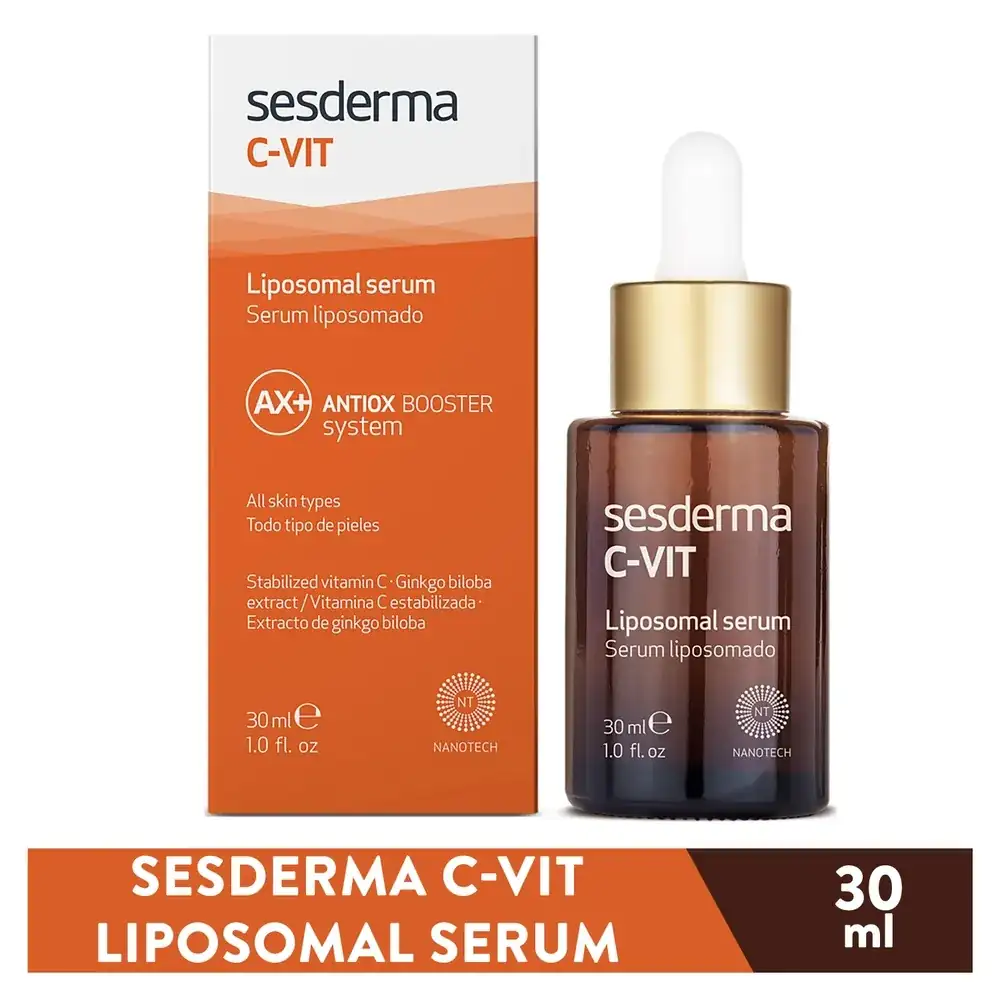 sesderma
C-VIT
Liposomal serum
Serum liposomado
AX+
ANTIOX BOOSTER
system
All skin types
Todo tipo de pieles
Stabilized vitamin C · Ginkgo biloba
extract / Vitamina C estabilizada ·
Extracto de ginkgo biloba
30 ml e
1.0 fl. oz
NT
NANOTECH
sesderma
C-VIT
Liposomal serum
Serum liposomado
30 ml e
1.0 fl. oz
NT
NANOTECH
SESDERMA C-VIT
LIPOSOMAL SERUM
30
ml